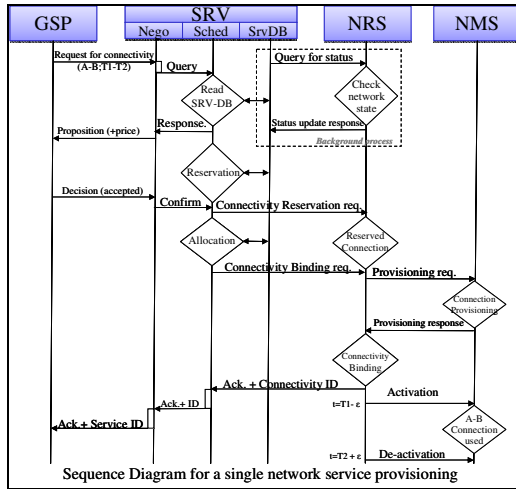 GSP
SRV
NRS
NMS
Nego
Sched
SrvDB
Request for connectivity
(A-B;T1-T2)
Query
Query for status
Read
SRV-DB
Check
network
state
Response.
Status update response
Proposition (+price)
Background process
Reservation
Decision (accepted)
Confirm
Connectivity Reservation req.
Allocation
Reserved
Connection
Connectivity Binding req.
Provisioning req.
Connection
Provisioning
Provisioning response
Connectivity
Binding
Ack. + Connectivity ID
Activation
Ack.+ ID
t=T1- ε
A-B
Connection
used
Ack.+ Service ID
t=T2 + ε
De-activation
Sequence Diagram for a single network service provisioning